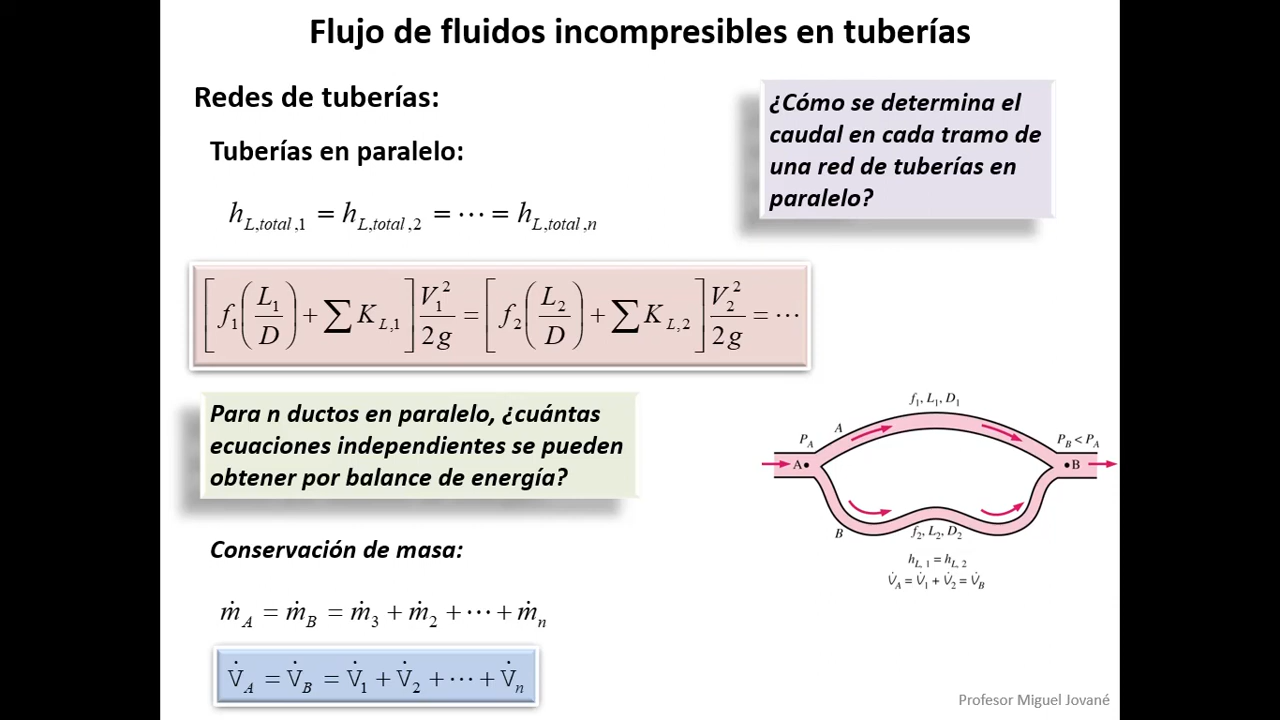 Flujo de fluidos incompresibles en tuberías
Redes de tuberías:
Tuberías en paralelo:
¿Cómo se determina el
caudal en cada tramo de
una red de tuberías en
paralelo?
h_{L,total,1} = h_{L,total,2} = ⋯ = h_{L,total,n}
[f_1(L_1/D) + ∑K_{L,1}] V_1^2/2g = [f_2(L_2/D) + ∑K_{L,2}] V_2^2/2g = ⋯
Para n ductos en paralelo, ¿cuántas
ecuaciones independientes se pueden
obtener por balance de energía?
f_1, L_1, D_1
A
P_A
P_B < P_A
A
B
B
f_2, L_2, D_2
h_{L, 1} = h_{L, 2}
V̇_A = V̇_1 + V̇_2 = V̇_B
Conservación de masa:
ṁ_A = ṁ_B = ṁ_3 + ṁ_2 + ⋯ + ṁ_n
V̇_A = V̇_B = V̇_1 + V̇_2 + ⋯ + V̇_n
Profesor Miguel Jované